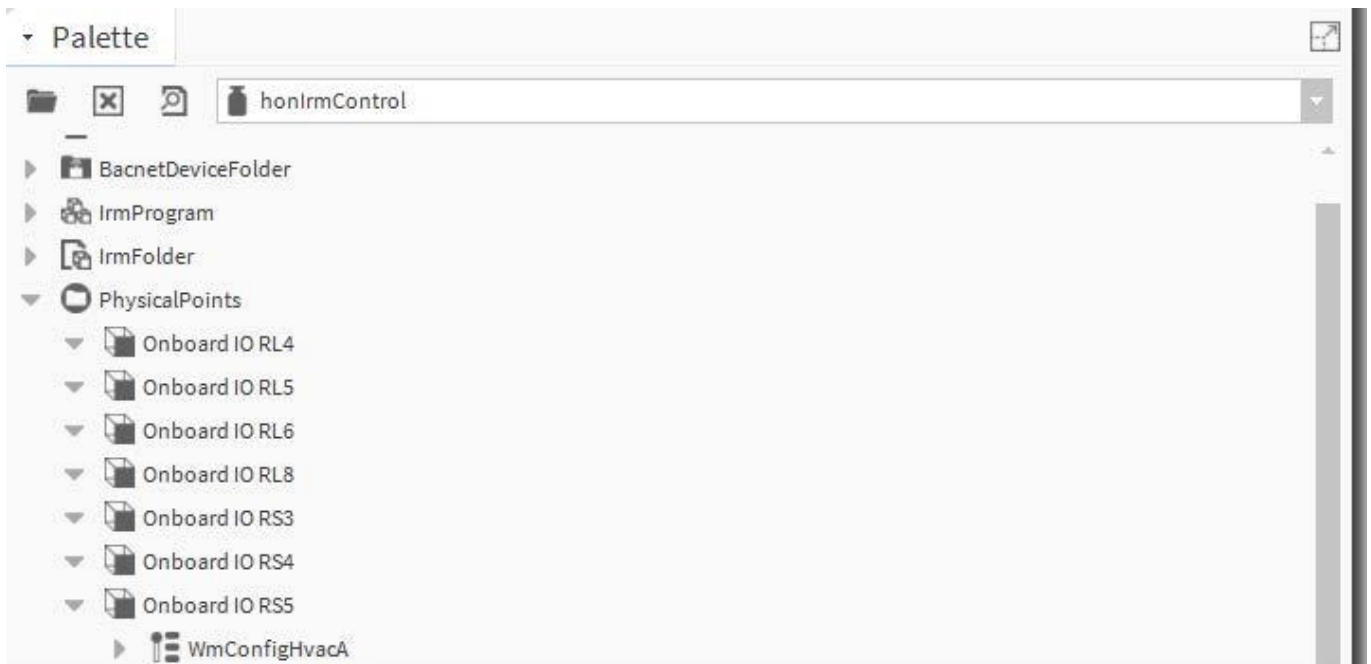 Palette
honIrmControl
BacnetDeviceFolder
IrmProgram
IrmFolder
PhysicalPoints
Onboard IO RL4
Onboard IO RL5
Onboard IO RL6
Onboard IO RL8
Onboard IO RS3
Onboard IO RS4
Onboard IO RS5
WmConfigHvacA